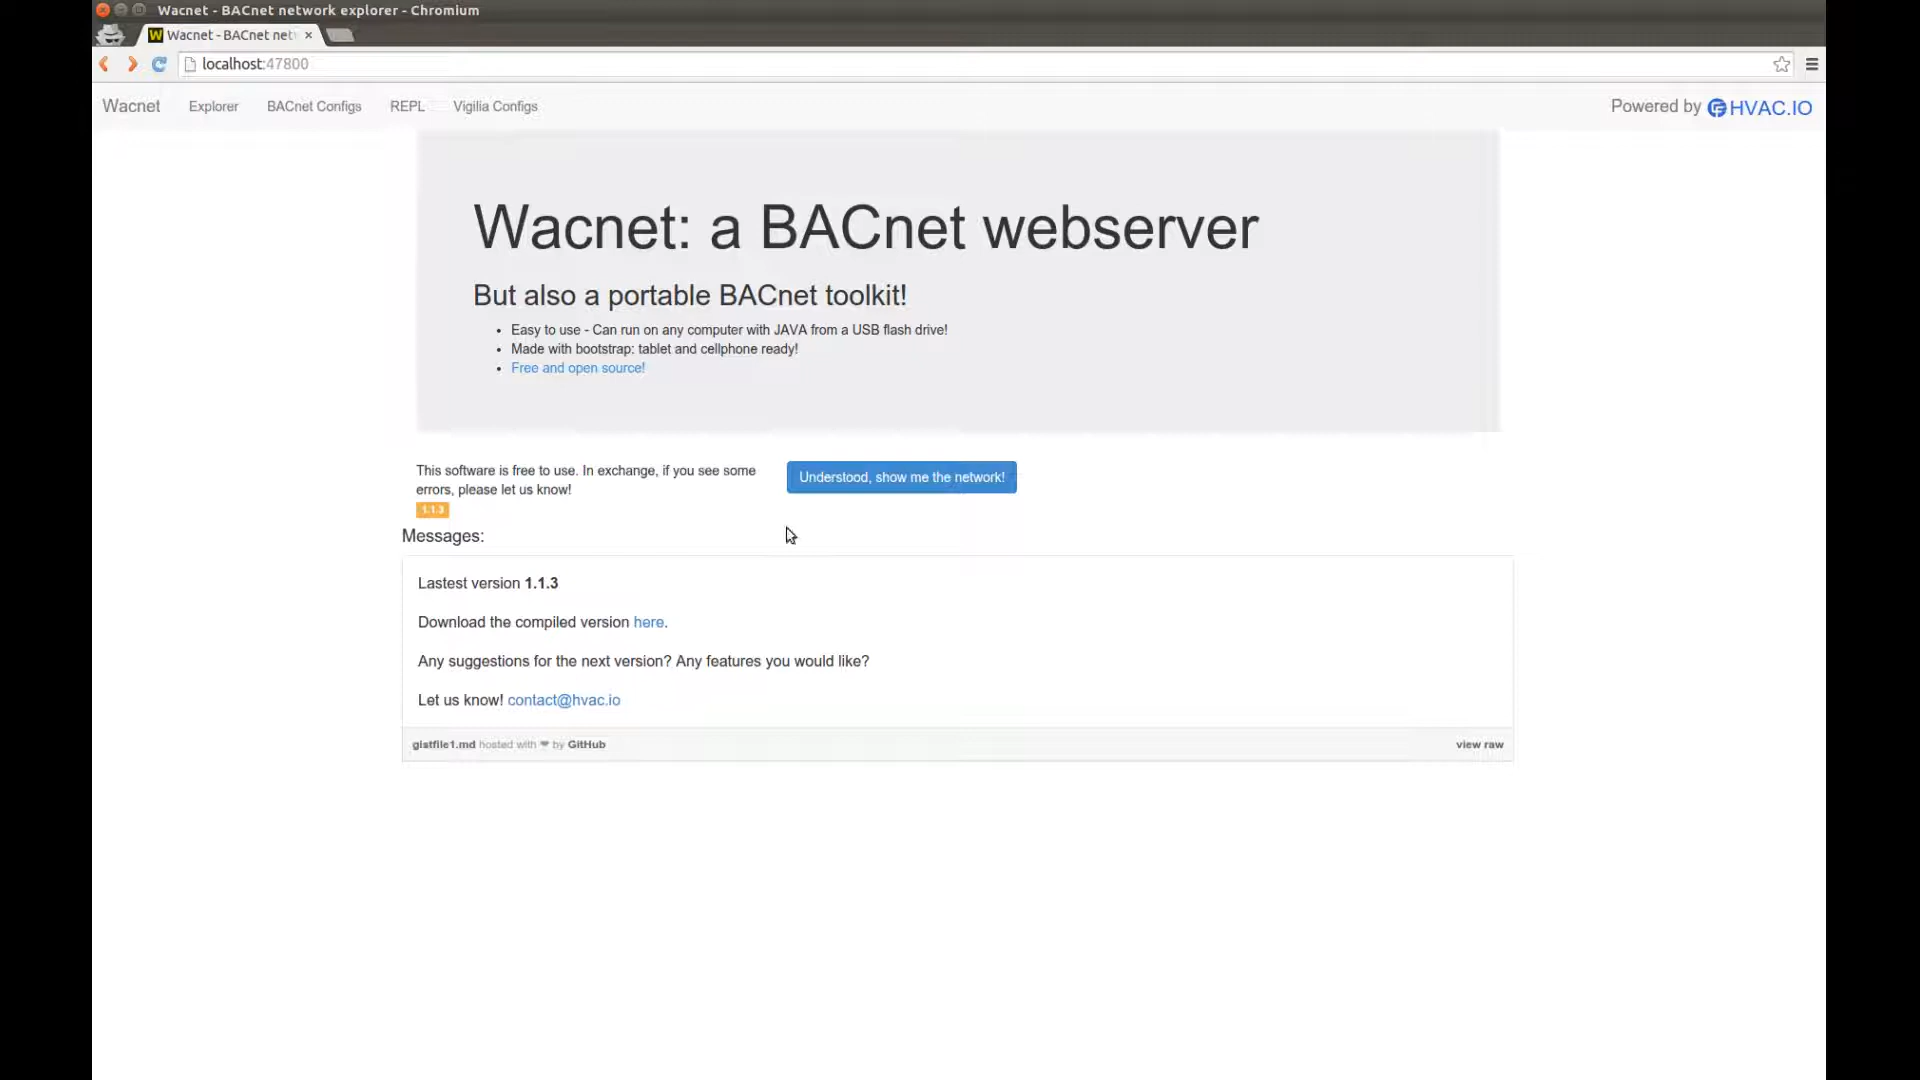 Wacnet - BACnet network explorer - Chromium
W Wacnet - BACnet net
localhost:47800
Wacnet Explorer BACnet Configs REPL Vigilia Configs Powered by HVAC.IO
Wacnet: a BACnet webserver
But also a portable BACnet toolkit!
Easy to use - Can run on any computer with JAVA from a USB flash drive!
Made with bootstrap: tablet and cellphone ready!
Free and open source!
This software is free to use. In exchange, if you see some
errors, please let us know!
Understood, show me the network!
1.1.3
Messages:
Lastest version 1.1.3
Download the compiled version here.
Any suggestions for the next version? Any features you would like?
Let us know! contact@hvac.io
gistfile1.md hosted with ❤ by GitHub view raw